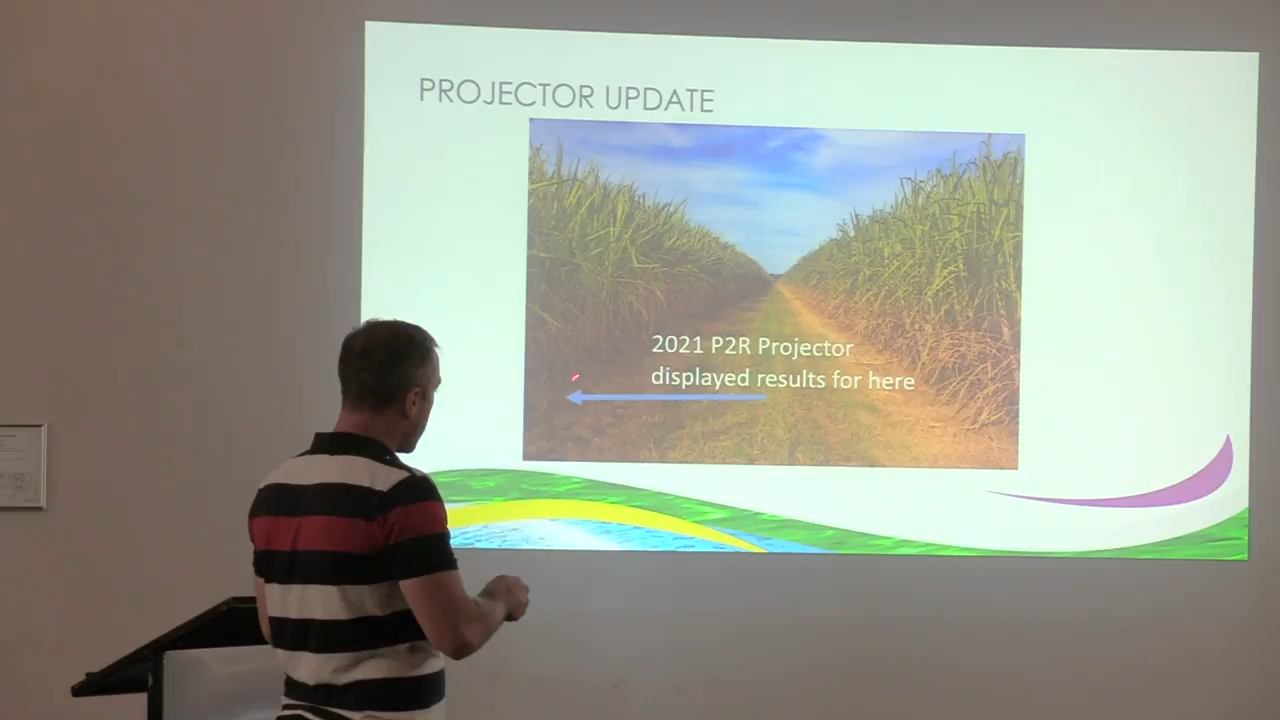 PROJECTOR UPDATE
2021 P2R Projector
displayed results for here